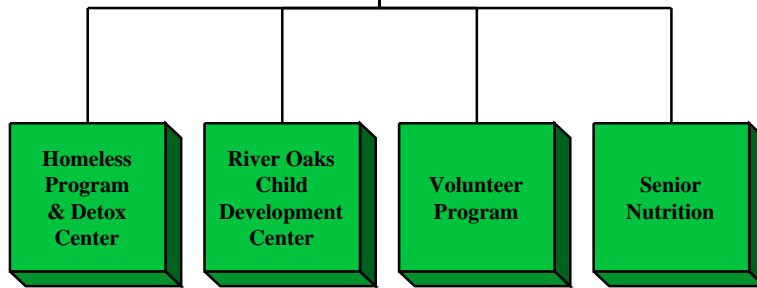 Homeless
Program
& Detox
Center
River Oaks
Child
Development
Center
Volunteer
Program
Senior
Nutrition